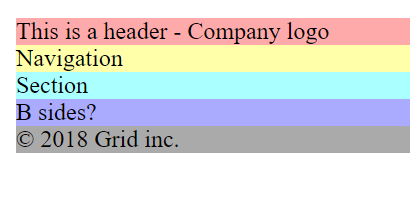 This is a header - Company logo
Navigation
Section
B sides?
© 2018 Grid inc.